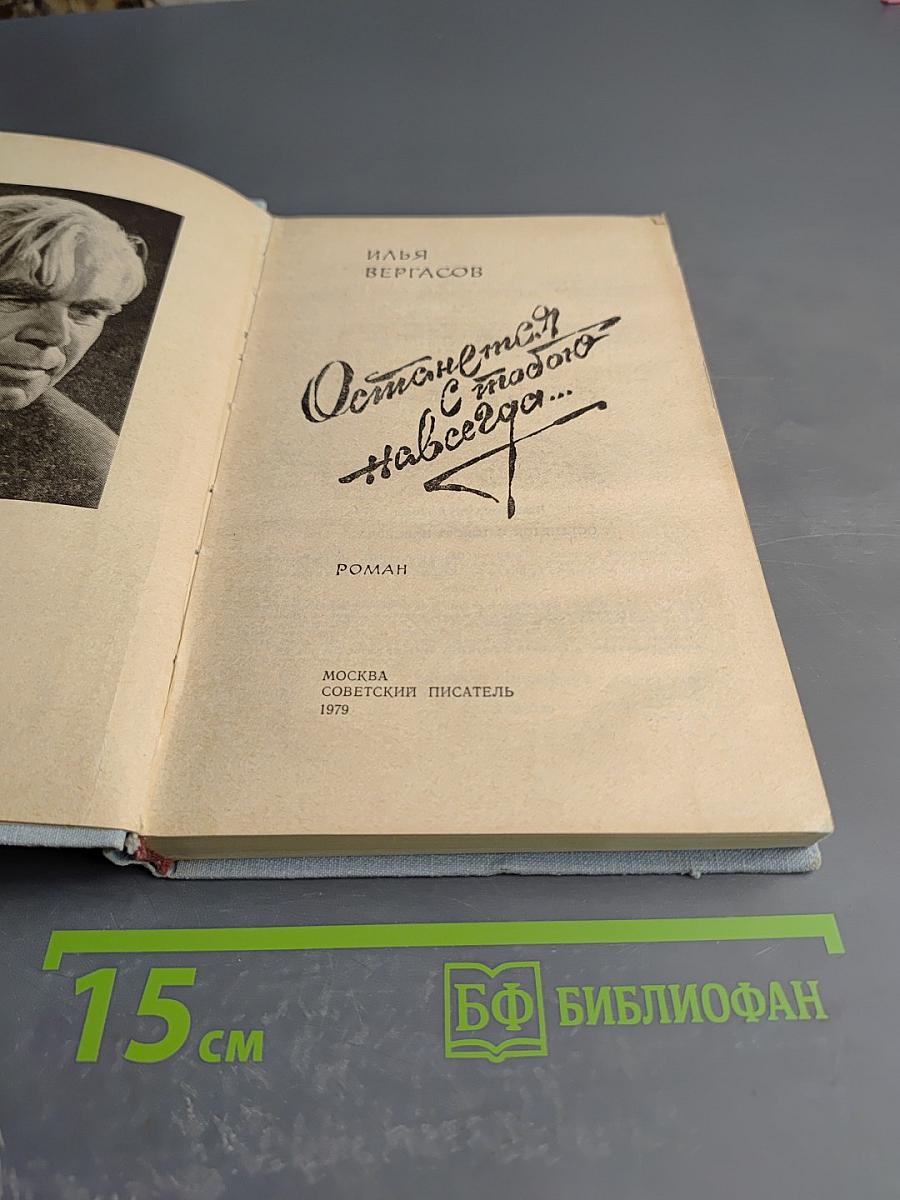 ИЛЬЯ
ВЕРГАСОВ
Останется
с тобою
навсегда...
РОМАН
МОСКВА
СОВЕТСКИЙ ПИСАТЕЛЬ
1979
15 см
БФ БИБЛИОФАН